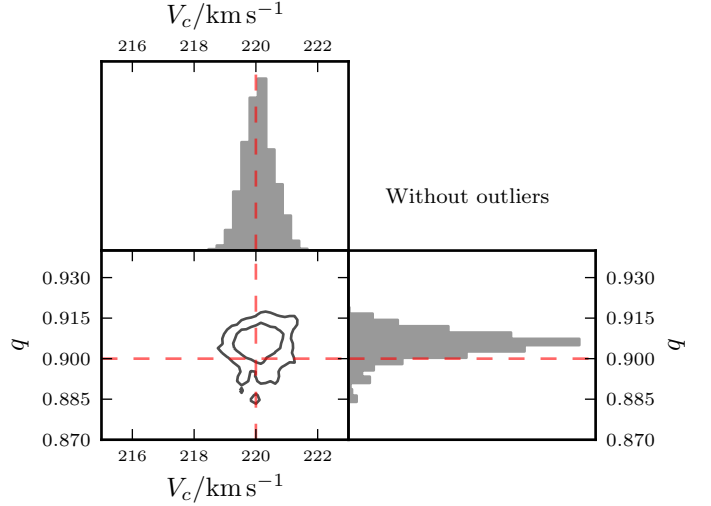 V_c/km s⁻¹
216 218 220 222
Without outliers
0.930 0.930
0.915 0.915
q 0.900 0.900 q
0.885 0.885
0.870 0.870
216 218 220 222
V_c/km s⁻¹